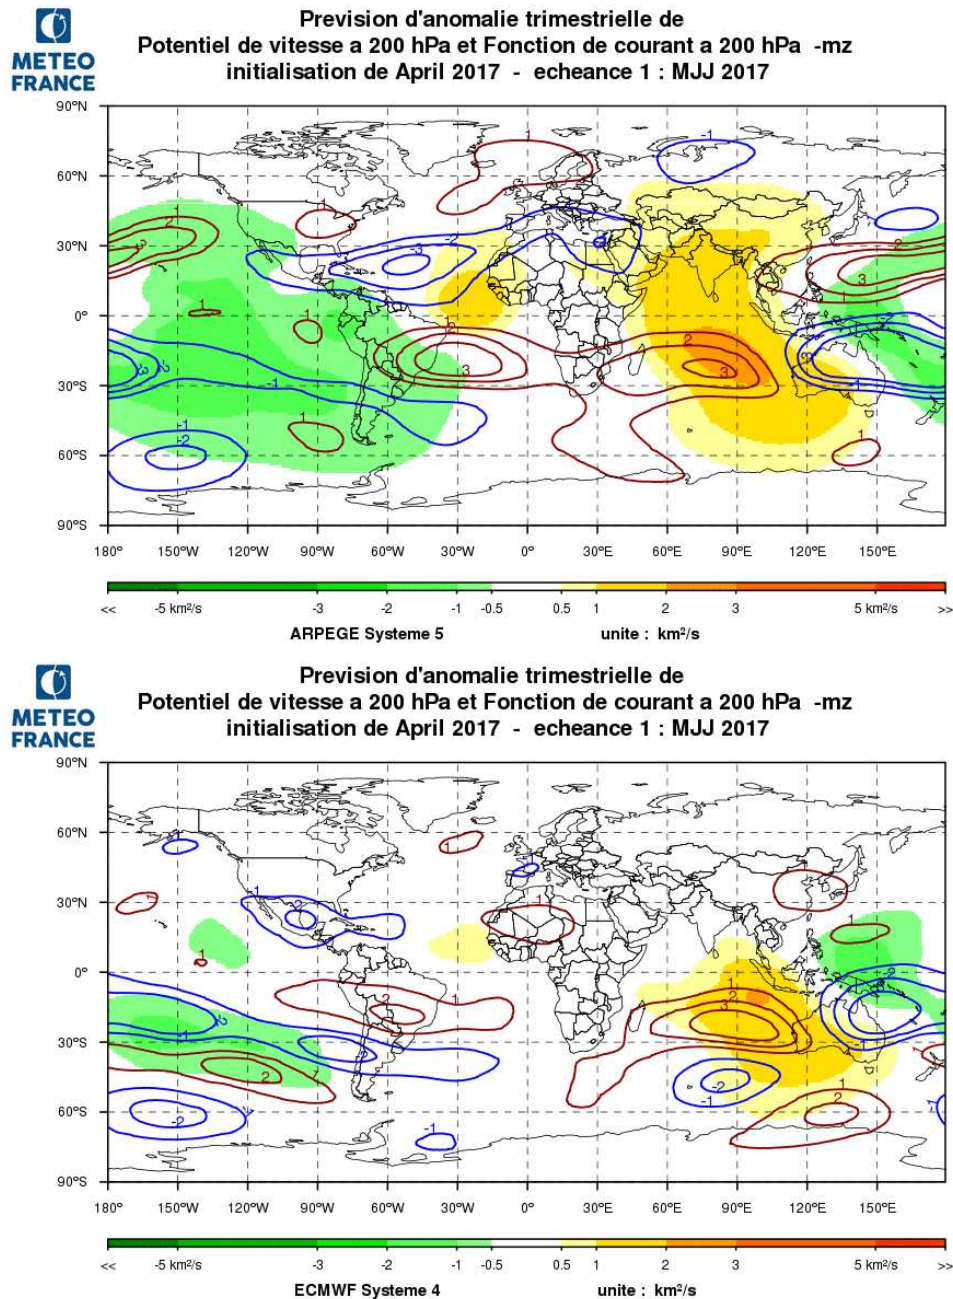 METEO
FRANCE
Prevision d'anomalie trimestrielle de
Potentiel de vitesse a 200 hPa et Fonction de courant a 200 hPa -mz
initialisation de April 2017 - echeance 1 : MJJ 2017
90ºN
60ºN
30ºN
0º
30ºS
60ºS
90ºS
180º 150ºW 120ºW 90ºW 60ºW 30ºW 0º 30ºE 60ºE 90ºE 120ºE 150ºE
<< -5 km²/s -3 -2 -1 -0.5 0.5 1 2 3 5 km²/s >>
ARPEGE Systeme 5 unite : km²/s
METEO
FRANCE
Prevision d'anomalie trimestrielle de
Potentiel de vitesse a 200 hPa et Fonction de courant a 200 hPa -mz
initialisation de April 2017 - echeance 1 : MJJ 2017
90ºN
60ºN
30ºN
0º
30ºS
60ºS
90ºS
180º 150ºW 120ºW 90ºW 60ºW 30ºW 0º 30ºE 60ºE 90ºE 120ºE 150ºE
<< -5 km²/s -3 -2 -1 -0.5 0.5 1 2 3 5 km²/s >>
ECMWF Systeme 4 unite : km²/s